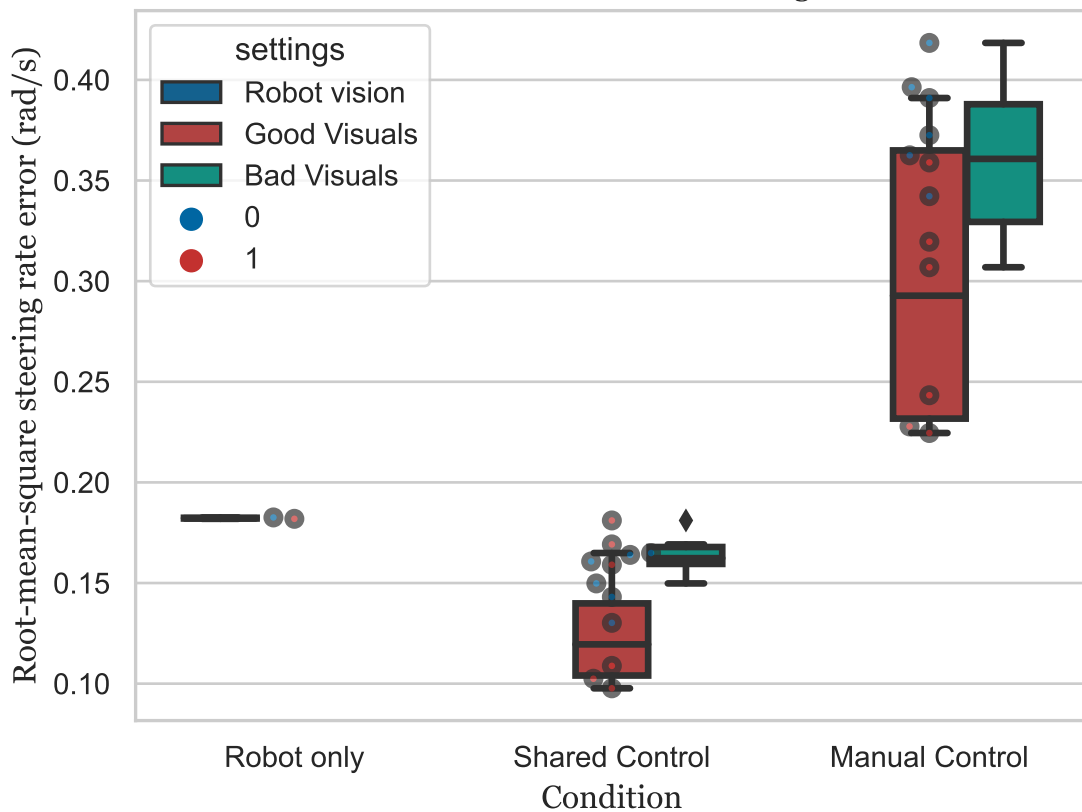 settings
Robot vision
Good Visuals
Bad Visuals
0
1
Root-mean-square steering rate error (rad/s)
0.40
0.35
0.30
0.25
0.20
0.15
0.10
Robot only
Shared Control
Manual Control
Condition